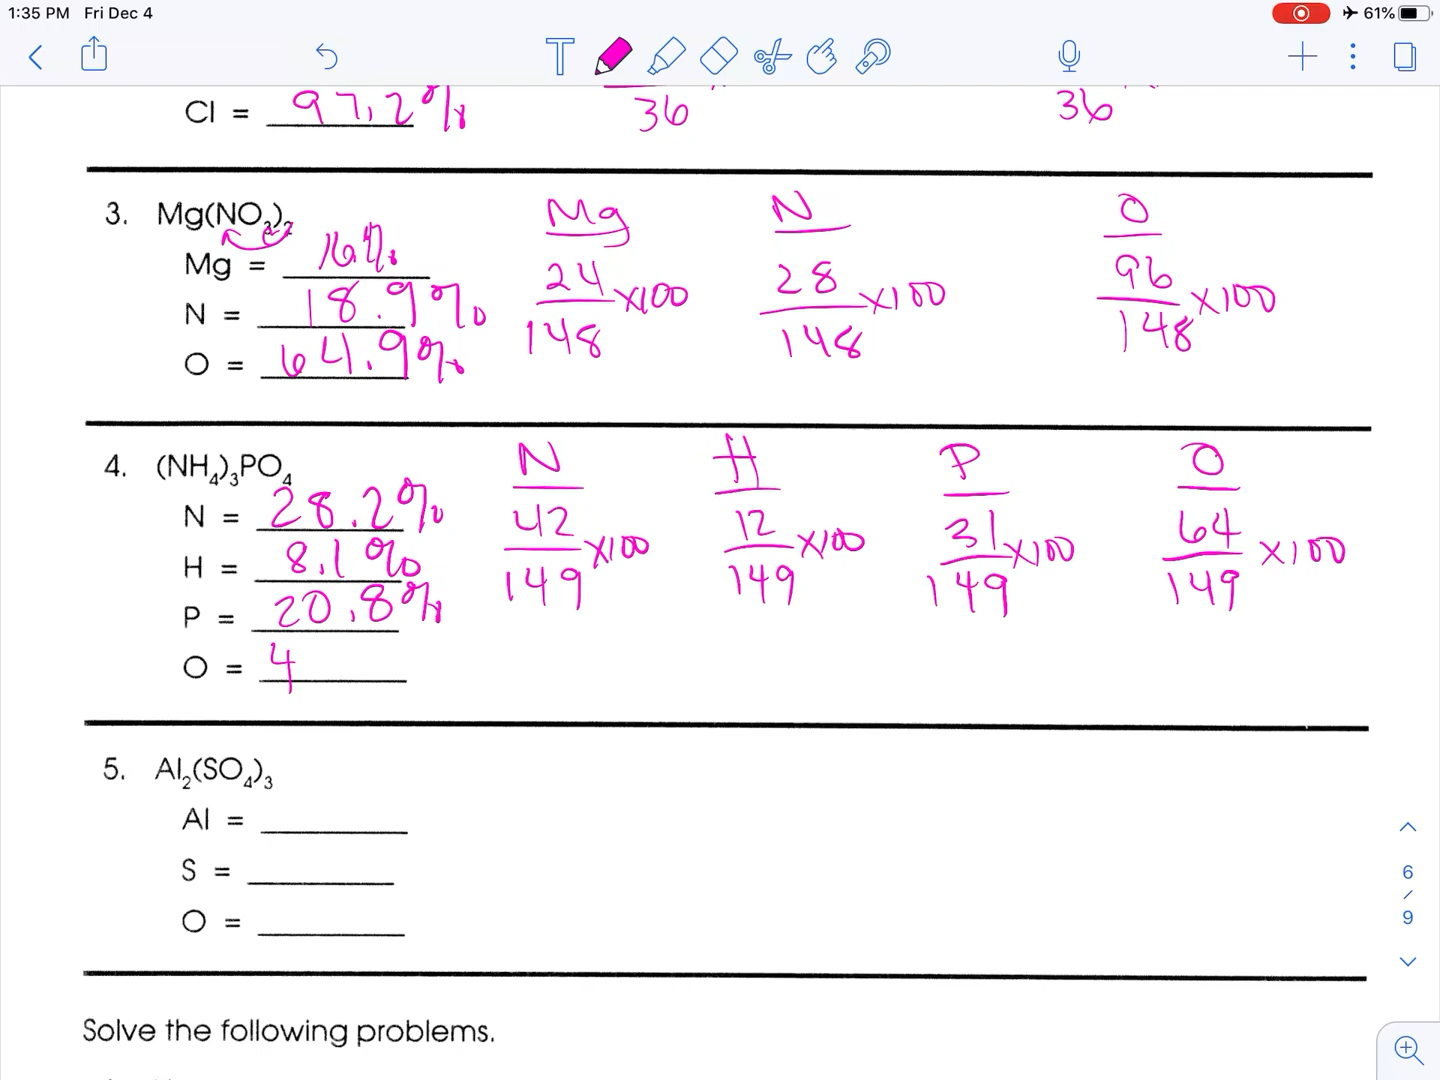 1:35 PM Fri Dec 4 61%
Cl = 97.2% 36 36
3. Mg(NO₃)₂ Mg N O
Mg = 16.% 24/148 x100 28/148 x100 96/148 x100
N = 18.9%
O = 64.9%
4. (NH₄)₃PO₄ N H P O
N = 28.2% 42/149 x100 12/149 x100 31/149 x100 64/149 x100
H = 8.1%
P = 20.8%
O = 4
5. Al₂(SO₄)₃
Al =
S =
O =
6
/
9
Solve the following problems.